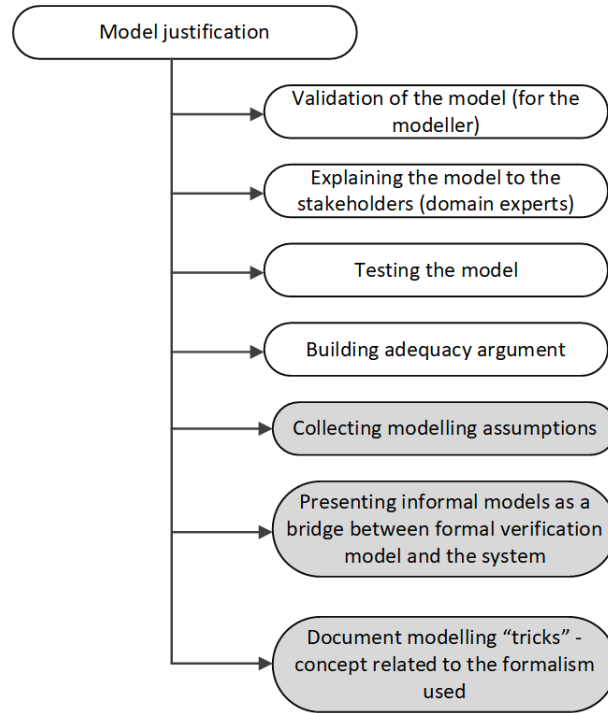 Model justification
Validation of the model (for the
modeller)
Explaining the model to the
stakeholders (domain experts)
Testing the model
Building adequacy argument
Collecting modelling assumptions
Presenting informal models as a
bridge between formal verification
model and the system
Document modelling “tricks” -
concept related to the formalism
used